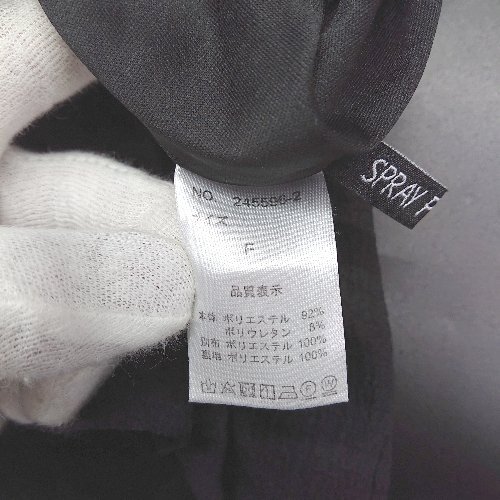 NO. 245596-2
サイズ
F
品質表示
本体 ポリエステル 92%
ポリウレタン 8%
別布 ポリエステル 100%
裏地 ポリエステル 100%
SPRAY P